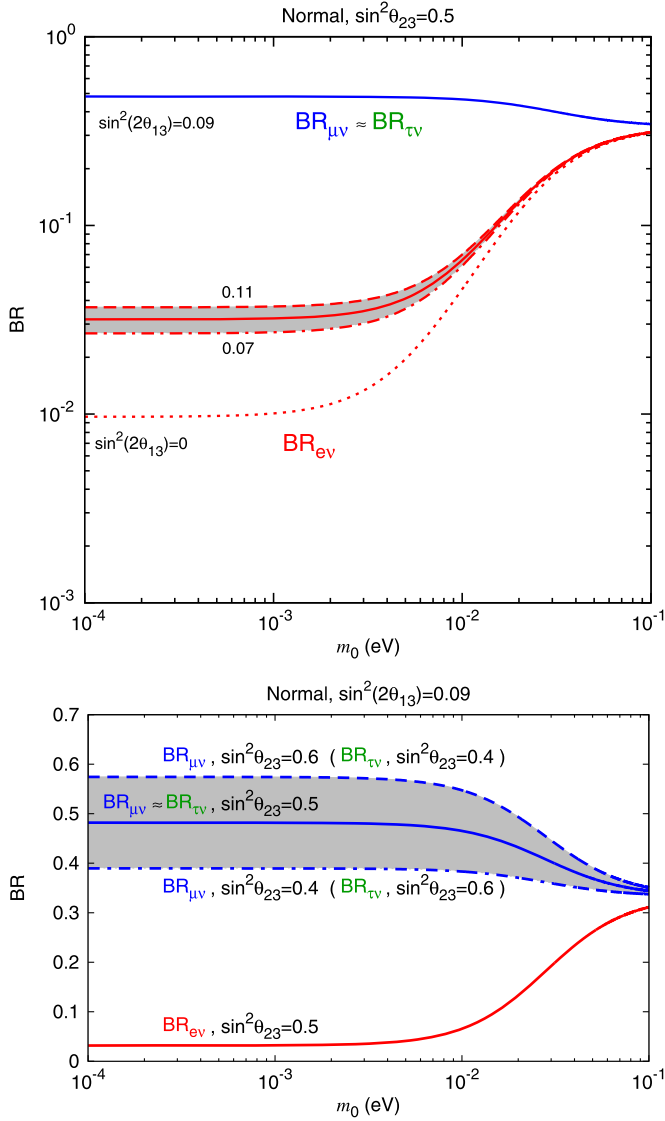 Normal, sin²θ₂₃=0.5
10⁰
sin²(2θ₁₃)=0.09
BR_μν ≈ BR_τν
10⁻¹
BR
0.11
0.07
10⁻²
sin²(2θ₁₃)=0
BR_eν
10⁻³
10⁻⁴ 10⁻³ 10⁻² 10⁻¹
m₀ (eV)
Normal, sin²(2θ₁₃)=0.09
0.7
BR_μν , sin²θ₂₃=0.6 ( BR_τν , sin²θ₂₃=0.4 )
0.6
BR_μν ≈ BR_τν , sin²θ₂₃=0.5
0.5
0.4
BR
BR_μν , sin²θ₂₃=0.4 ( BR_τν , sin²θ₂₃=0.6 )
0.3
0.2
0.1
BR_eν , sin²θ₂₃=0.5
0
10⁻⁴ 10⁻³ 10⁻² 10⁻¹
m₀ (eV)